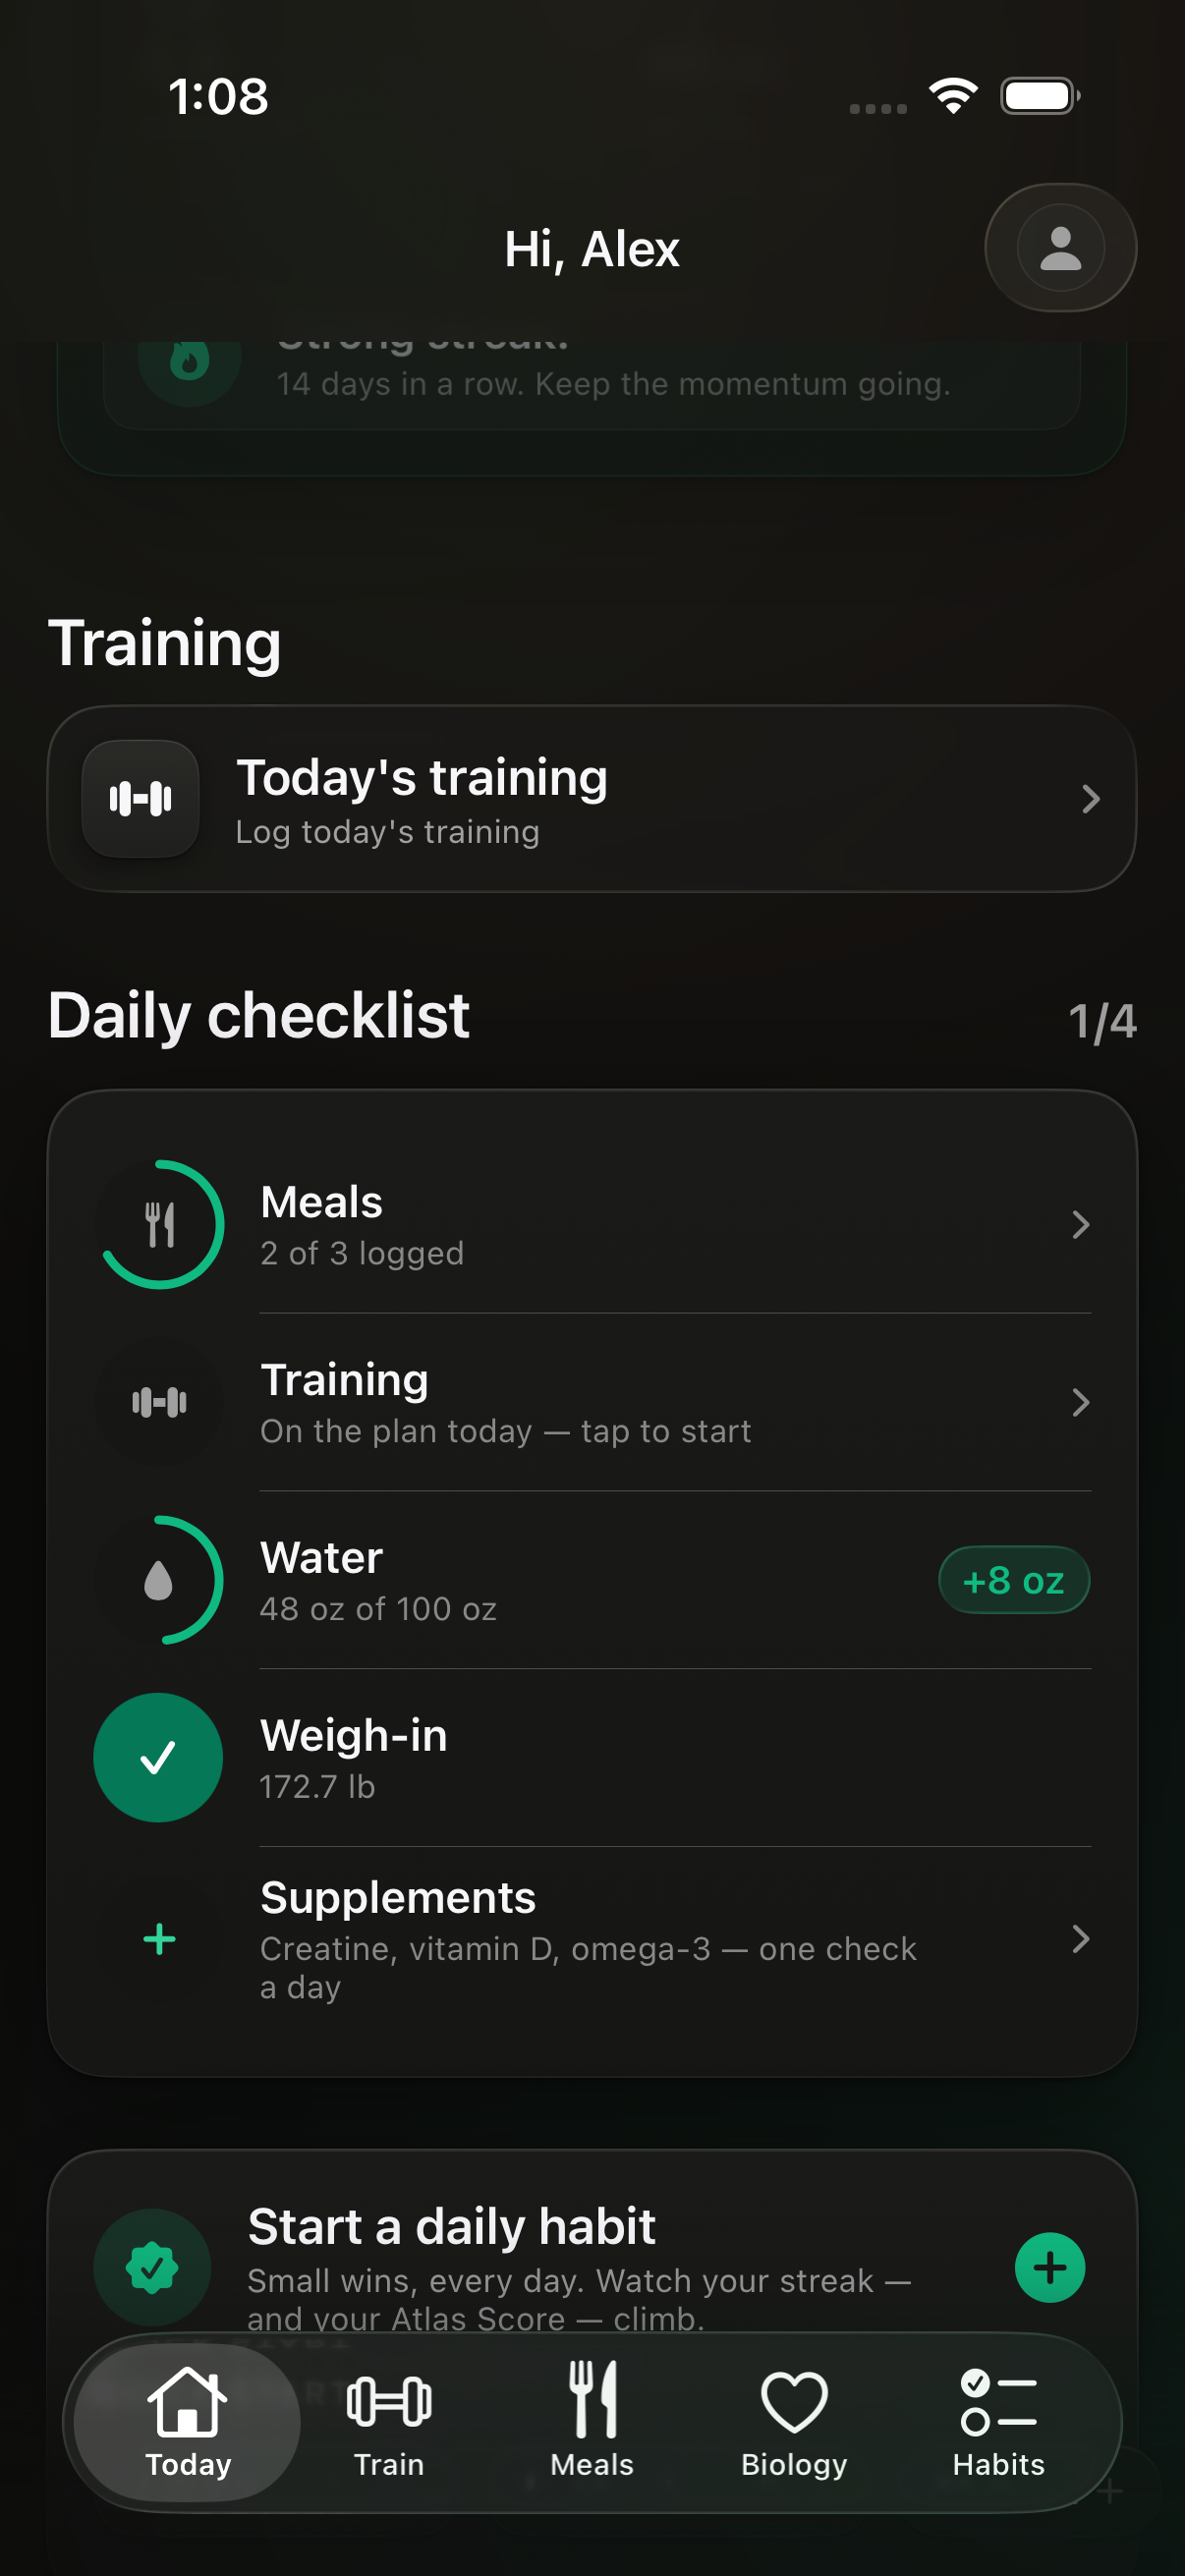 1:08
Hi, Alex
Strong streak.
14 days in a row. Keep the momentum going.
Training
Today's training
Log today's training
Daily checklist
1/4
Meals
2 of 3 logged
Training
On the plan today — tap to start
Water
48 oz of 100 oz
+8 oz
Weigh-in
172.7 lb
Supplements
Creatine, vitamin D, omega-3 — one check
a day
Start a daily habit
Small wins, every day. Watch your streak —
and your Atlas Score — climb.
Today
Train
Meals
Biology
Habits